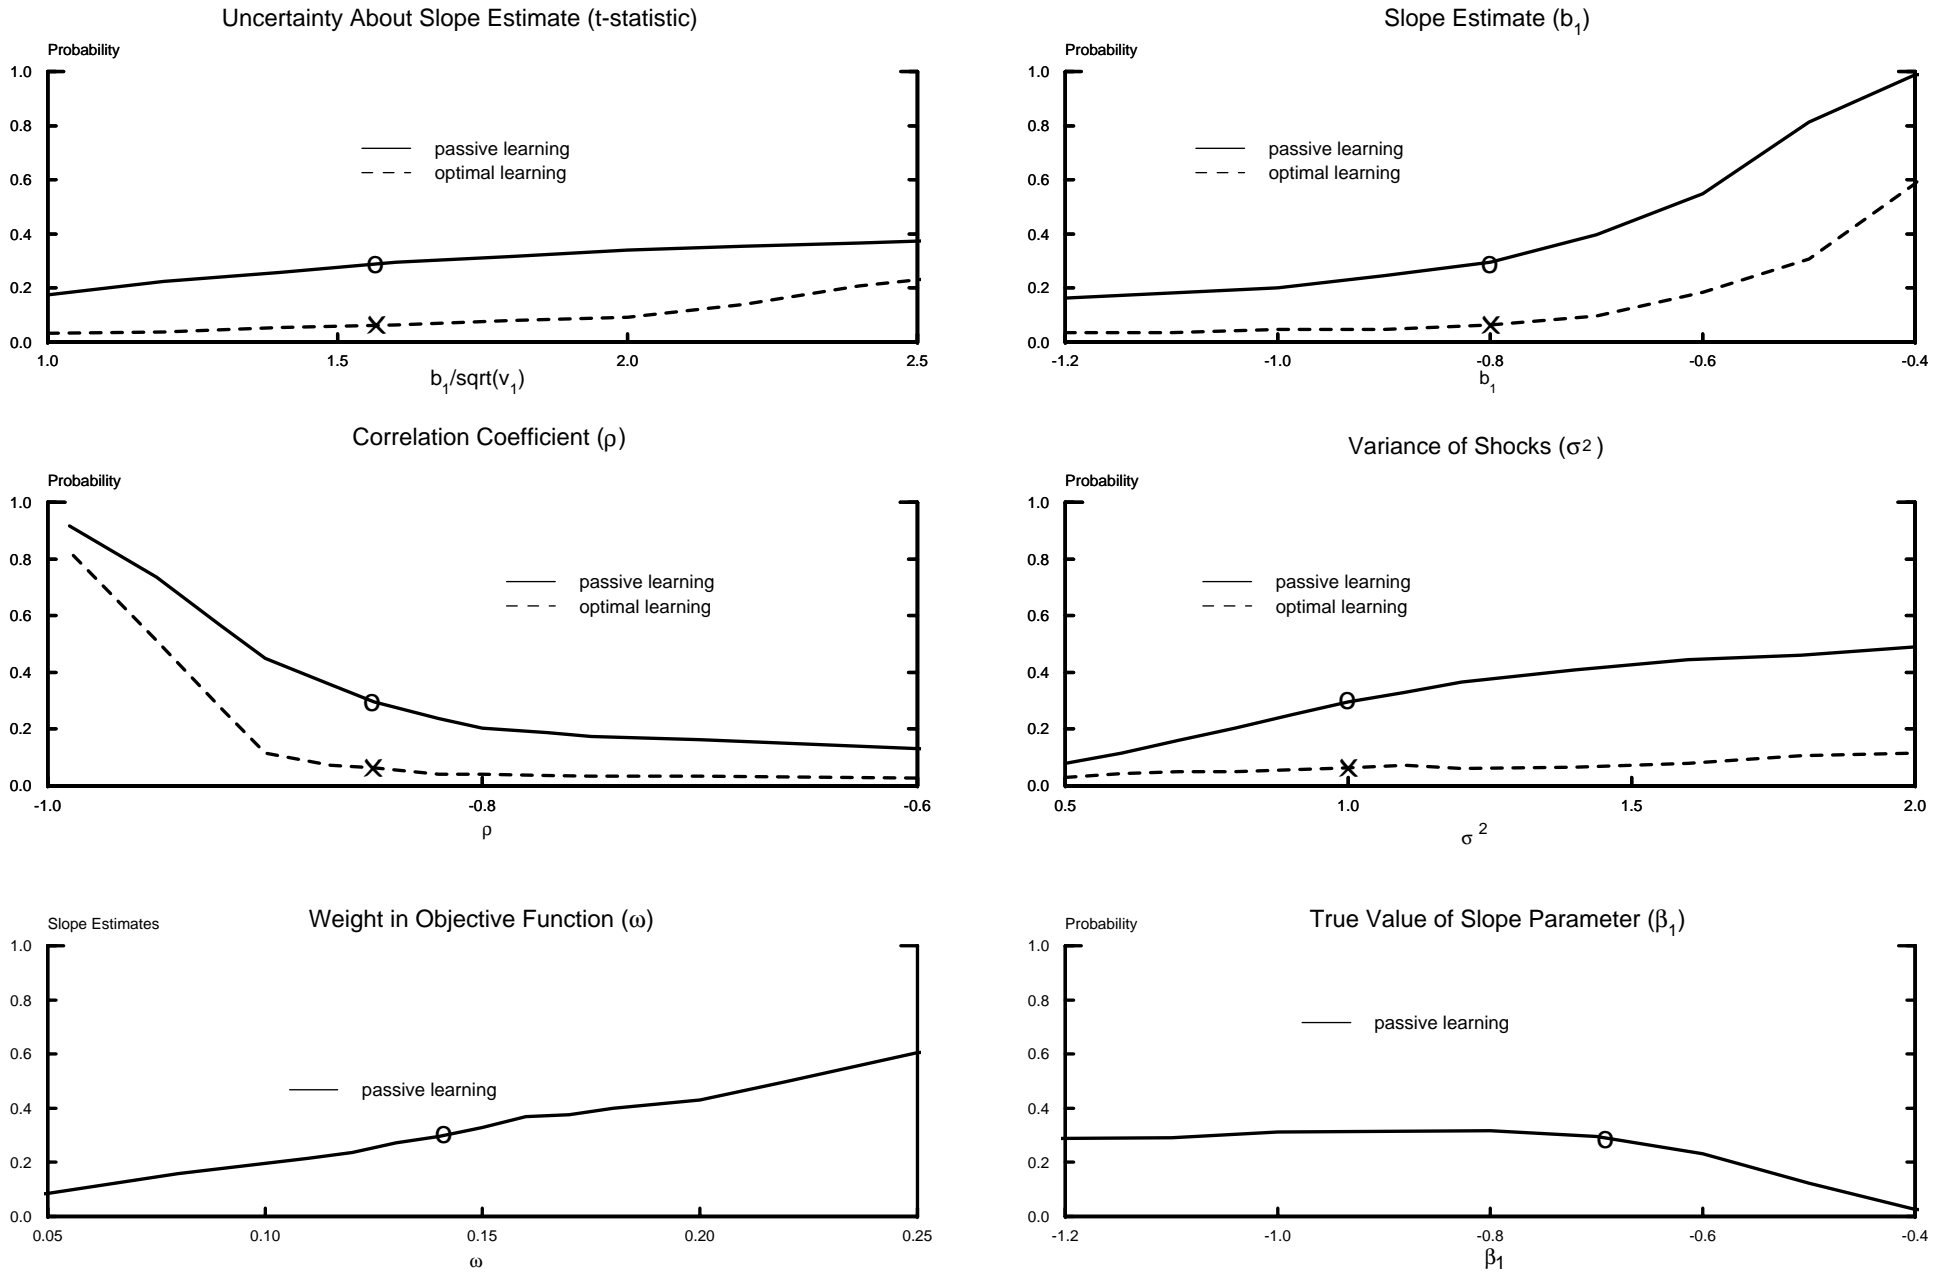 Uncertainty About Slope Estimate (t-statistic)
Probability
1.0
0.8
0.6
0.4
0.2
0.0
passive learning
optimal learning
1.0 1.5 2.0 2.5
b1/sqrt(v1)
Slope Estimate (b1)
Probability
1.0
0.8
0.6
0.4
0.2
0.0
passive learning
optimal learning
-1.2 -1.0 -0.8 -0.6 -0.4
b1
Correlation Coefficient (ρ)
Probability
1.0
0.8
0.6
0.4
0.2
0.0
passive learning
optimal learning
-1.0 -0.8 -0.6
ρ
Variance of Shocks (σ2)
Probability
1.0
0.8
0.6
0.4
0.2
0.0
passive learning
optimal learning
0.5 1.0 1.5 2.0
σ 2
Weight in Objective Function (ω)
Slope Estimates
1.0
0.8
0.6
0.4
0.2
0.0
passive learning
0.05 0.10 0.15 0.20 0.25
ω
True Value of Slope Parameter (β1)
Probability
1.0
0.8
0.6
0.4
0.2
0.0
passive learning
-1.2 -1.0 -0.8 -0.6 -0.4
β1